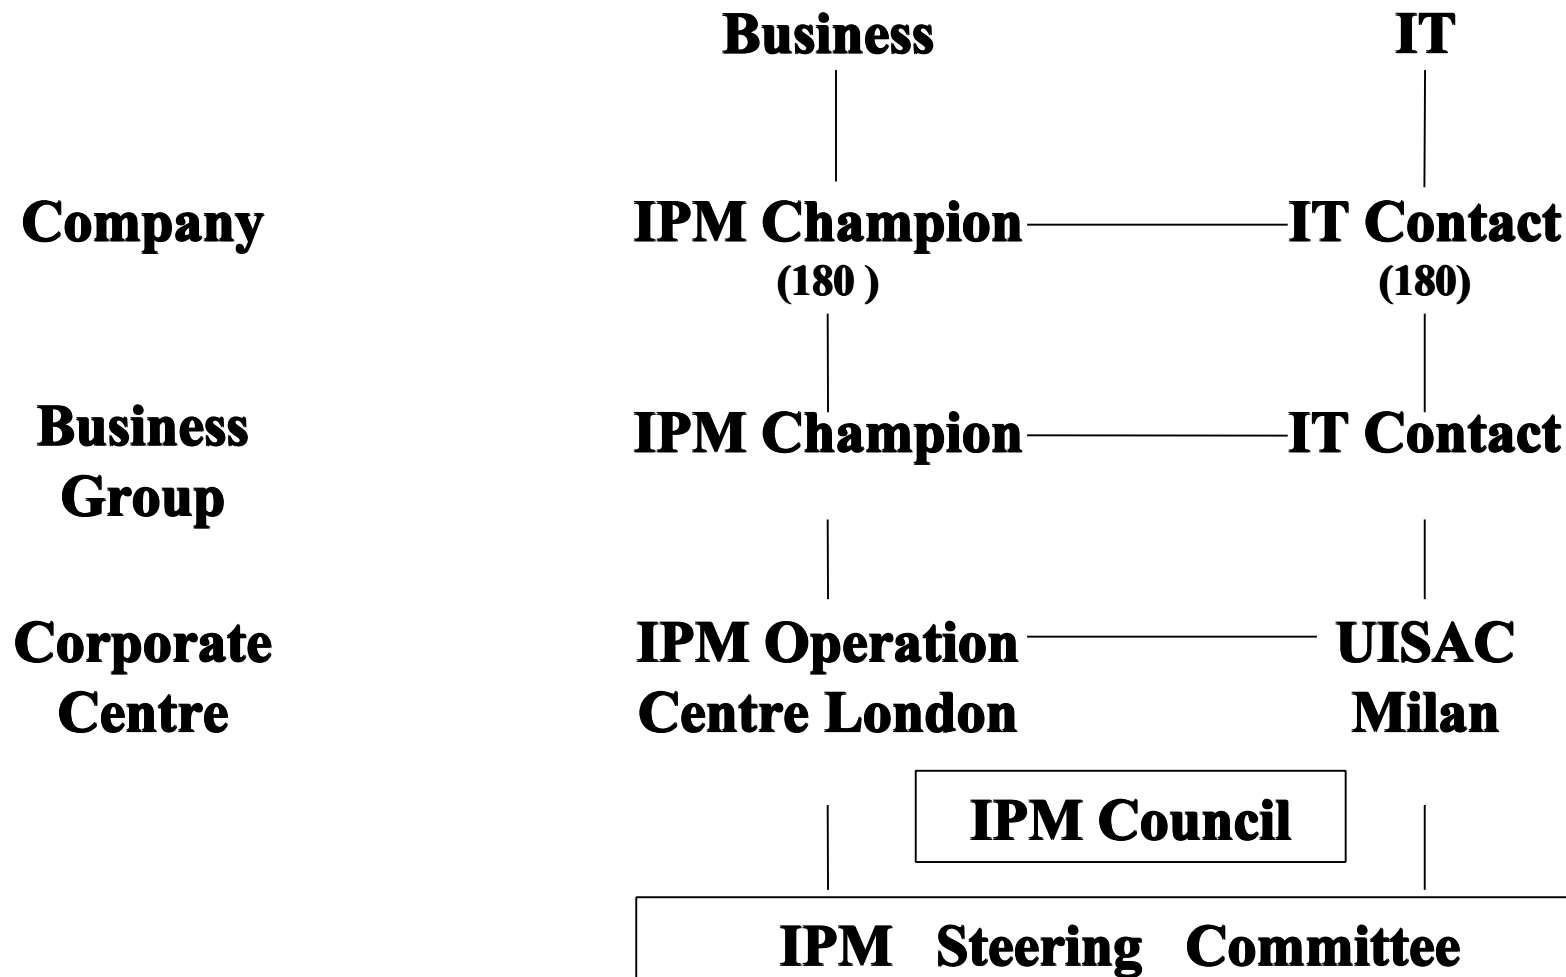 Business IT
Company IPM Champion IT Contact
(180 ) (180)
Business IPM Champion IT Contact
Group
Corporate IPM Operation UISAC
Centre Centre London Milan
IPM Council
IPM Steering Committee